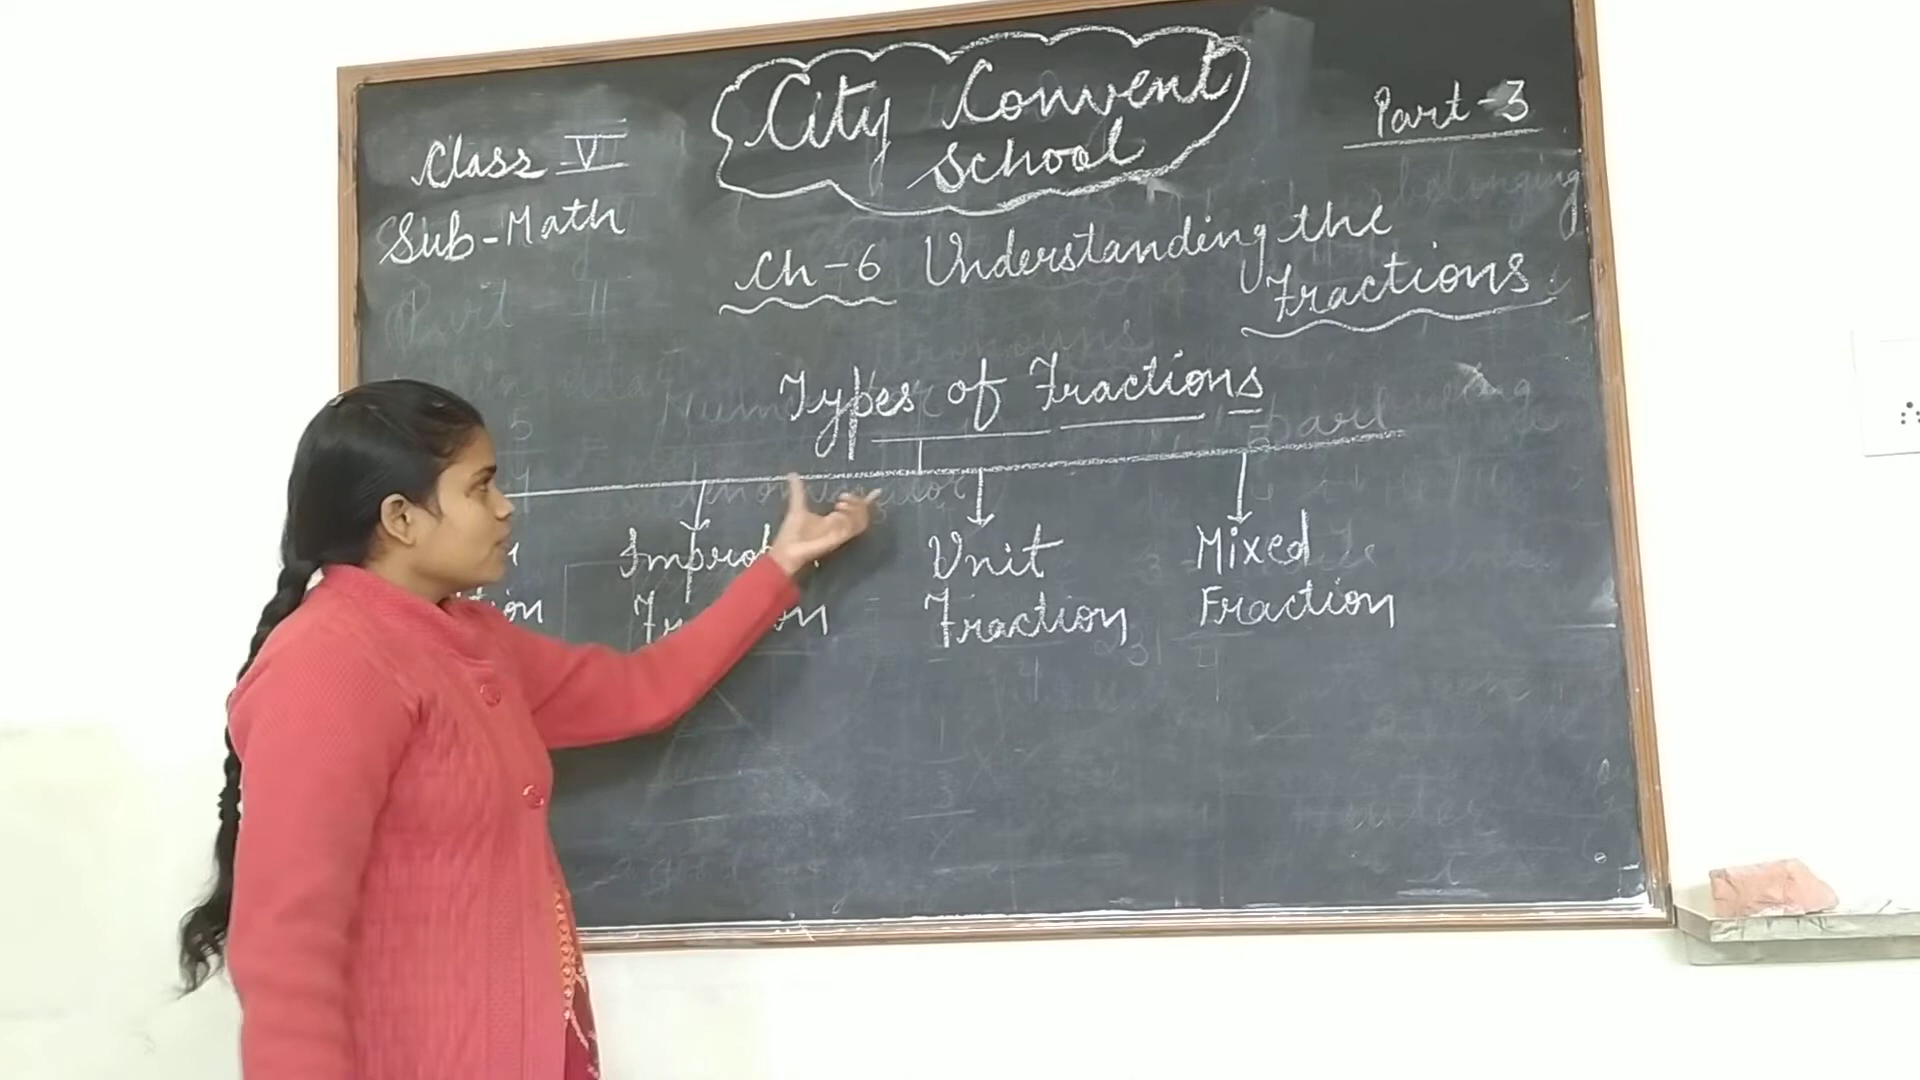 City Convent
School
Part-3
Class V
Sub-Math
Ch-6 Understanding the
Fractions
Types of Fractions
Unit
Fraction
Mixed
Fraction